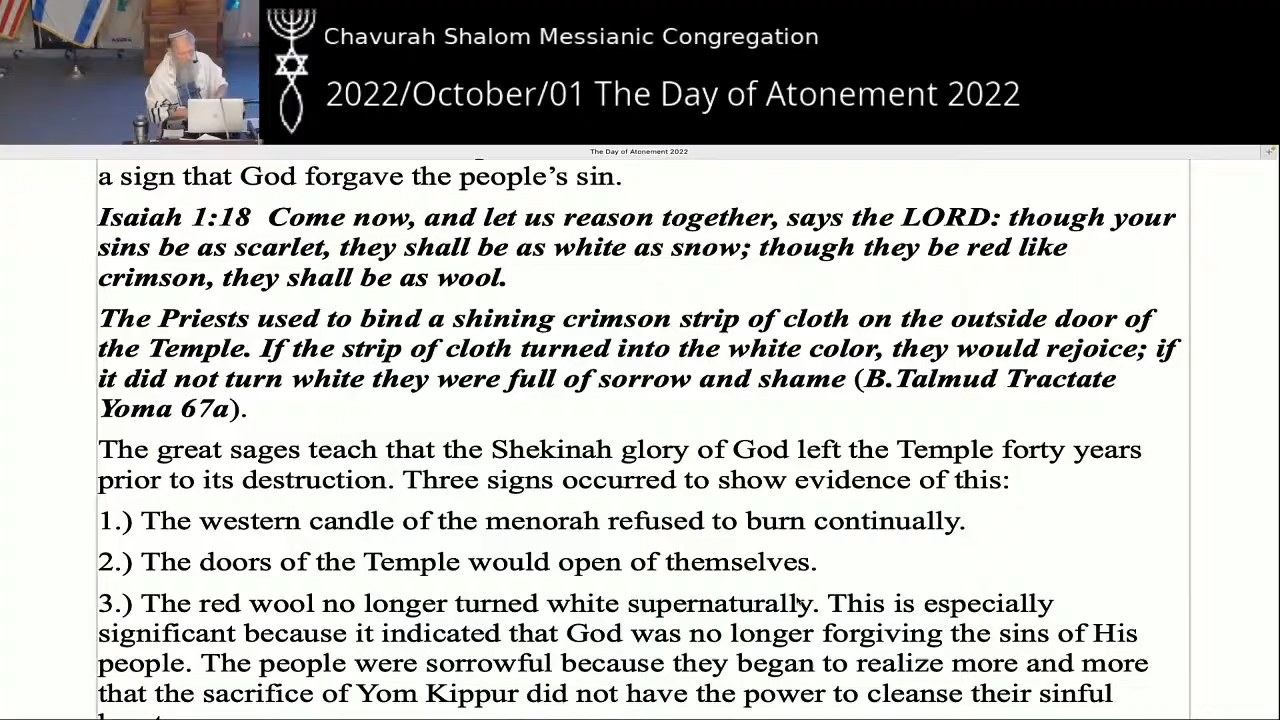 Chavurah Shalom Messianic Congregation
2022/October/01 The Day of Atonement 2022
The Day of Atonement 2022
a sign that God forgave the people’s sin.
Isaiah 1:18 Come now, and let us reason together, says the LORD: though your
sins be as scarlet, they shall be as white as snow; though they be red like
crimson, they shall be as wool.
The Priests used to bind a shining crimson strip of cloth on the outside door of
the Temple. If the strip of cloth turned into the white color, they would rejoice; if
it did not turn white they were full of sorrow and shame (B.Talmud Tractate
Yoma 67a).
The great sages teach that the Shekinah glory of God left the Temple forty years
prior to its destruction. Three signs occurred to show evidence of this:
1.) The western candle of the menorah refused to burn continually.
2.) The doors of the Temple would open of themselves.
3.) The red wool no longer turned white supernaturally. This is especially
significant because it indicated that God was no longer forgiving the sins of His
people. The people were sorrowful because they began to realize more and more
that the sacrifice of Yom Kippur did not have the power to cleanse their sinful